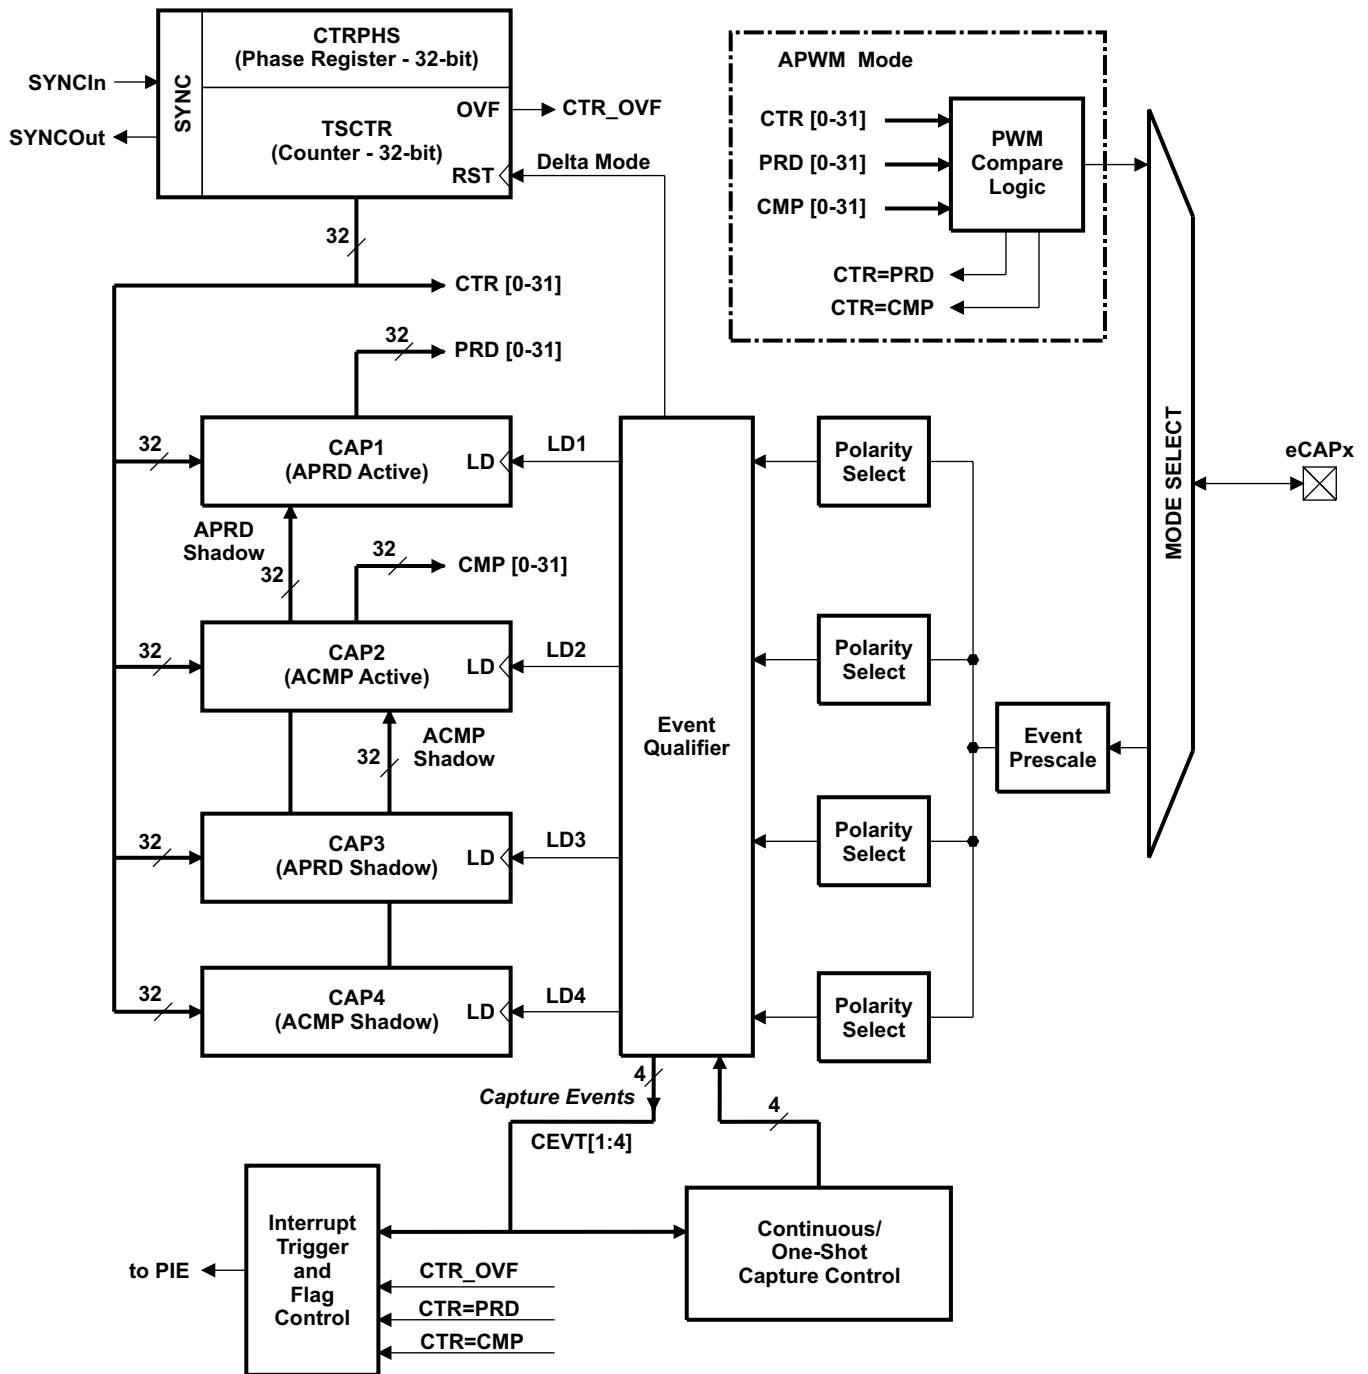 CTRPHS
(Phase Register - 32-bit)
SYNC
SYNCIn
SYNCOut
OVF
CTR_OVF
TSCTR
(Counter - 32-bit)
RST
Delta Mode
APWM Mode
CTR [0-31]
PRD [0-31]
CMP [0-31]
PWM
Compare
Logic
CTR=PRD
CTR=CMP
32
CTR [0-31]
32
PRD [0-31]
32
CAP1
(APRD Active)
LD
LD1
Polarity
Select
MODE SELECT
eCAPx
APRD
Shadow
32
32
CMP [0-31]
32
CAP2
(ACMP Active)
LD
LD2
Polarity
Select
ACMP
Shadow
32
Event
Qualifier
Event
Prescale
32
CAP3
(APRD Shadow)
LD
LD3
Polarity
Select
32
CAP4
(ACMP Shadow)
LD
LD4
Polarity
Select
4
Capture Events
CEVT[1:4]
4
Interrupt
Trigger
and
Flag
Control
to PIE
CTR_OVF
CTR=PRD
CTR=CMP
Continuous/
One-Shot
Capture Control